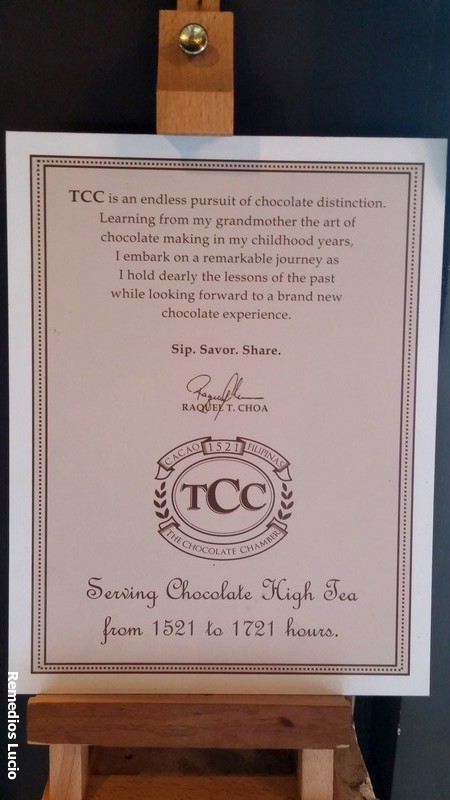 TCC is an endless pursuit of chocolate distinction.
Learning from my grandmother the art of
chocolate making in my childhood years,
I embark on a remarkable journey as
I hold dearly the lessons of the past
while looking forward to a brand new
chocolate experience.
Sip. Savor. Share.
RAQUEL T. CHOA
CACAO 1521 FILIPINAS
TCC
THE CHOCOLATE CHAMBER
Serving Chocolate High Tea
from 1521 to 1721 hours.
Remedios Lucio